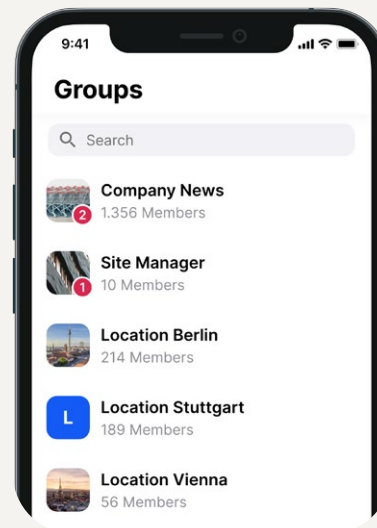 9:41
Groups
Search
2
Company News
1.356 Members
1
Site Manager
10 Members
Location Berlin
214 Members
L
Location Stuttgart
189 Members
Location Vienna
56 Members